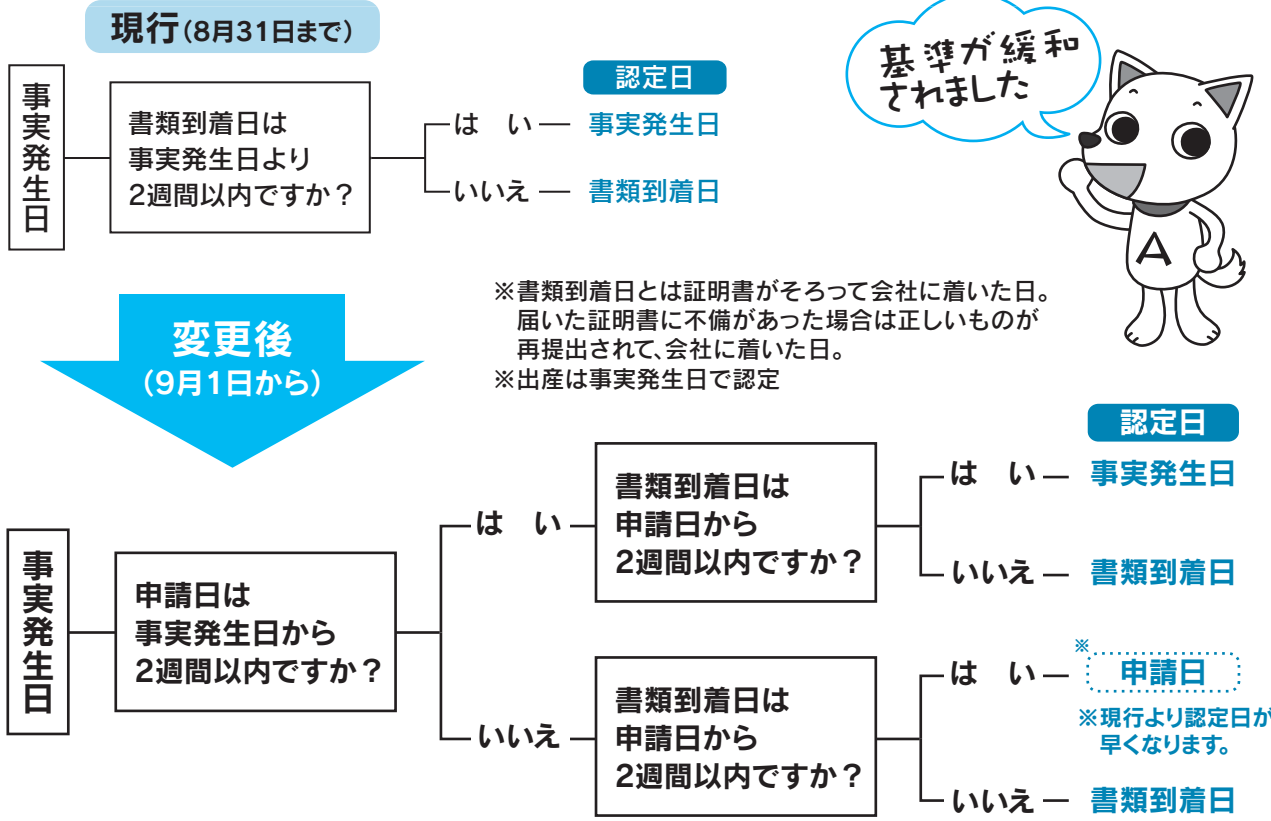 現行(8月31日まで)
基準が緩和
されました
認定日
事実発生日
書類到着日は
事実発生日より
2週間以内ですか？
は い
事実発生日
いいえ
書類到着日
※書類到着日とは証明書がそろって会社に着いた日。
届いた証明書に不備があった場合は正しいものが
再提出されて、会社に着いた日。
※出産は事実発生日で認定
A
変更後
(9月1日から)
認定日
事実発生日
申請日は
事実発生日から
2週間以内ですか？
は い
書類到着日は
申請日から
2週間以内ですか？
は い
事実発生日
いいえ
書類到着日
いいえ
書類到着日は
申請日から
2週間以内ですか？
は い
※
申請日
※現行より認定日が
早くなります。
いいえ
書類到着日